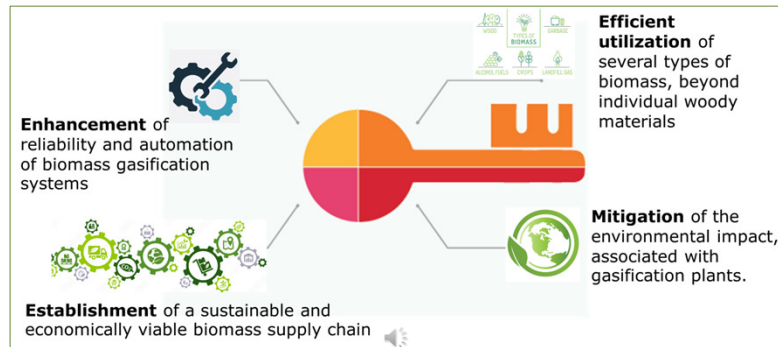 Enhancement of
reliability and automation
of biomass gasification
systems
WOOD
TYPES OF
BIOMASS
GARBAGE
ALCOHOL FUELS
CROPS
LANDFILL GAS
Efficient
utilization of
several types of
biomass, beyond
individual woody
materials
Establishment of a sustainable and
economically viable biomass supply chain
Mitigation of the
environmental impact,
associated with
gasification plants.